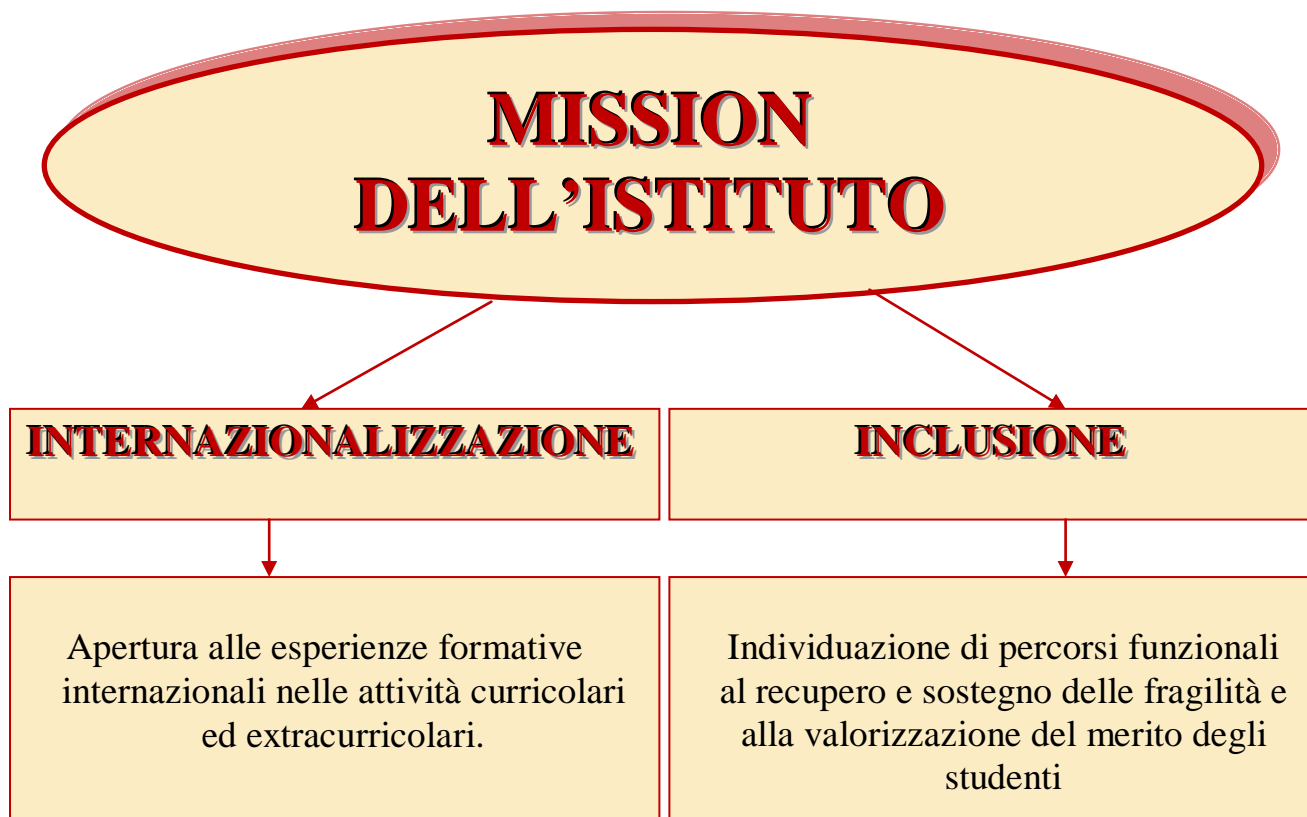 MISSION
DELL’ISTITUTO
INTERNAZIONALIZZAZIONE
INCLUSIONE
Apertura alle esperienze formative
internazionali nelle attività curricolari
ed extracurricolari.
Individuazione di percorsi funzionali
al recupero e sostegno delle fragilità e
alla valorizzazione del merito degli
studenti